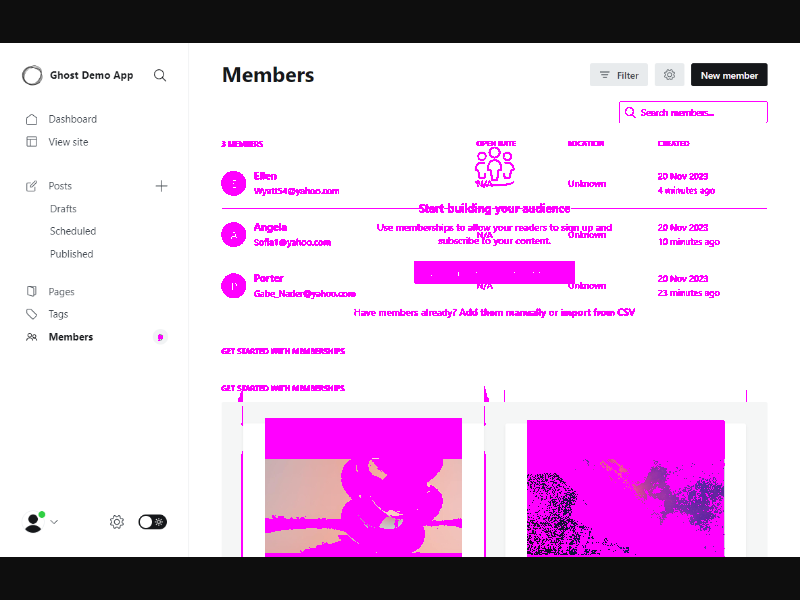 Ghost Demo App
Members
Filter
New member
Search members...
Dashboard
View site
3 MEMBERS
OPEN RATE
LOCATION
CREATED
Posts
Ellen
Wyatt54@yahoo.com
N/A
Unknown
20 Nov 2023
4 minutes ago
Drafts
Start building your audience
Scheduled
Angela
Sofia1@yahoo.com
Use memberships to allow your readers to sign up and
subscribe to your content.
N/A
Unknown
20 Nov 2023
10 minutes ago
Published
Porter
Gabe_Nader@yahoo.com
N/A
Unknown
20 Nov 2023
23 minutes ago
Pages
Tags
Have members already? Add them manually or import from CSV
Members
GET STARTED WITH MEMBERSHIPS
GET STARTED WITH MEMBERSHIPS